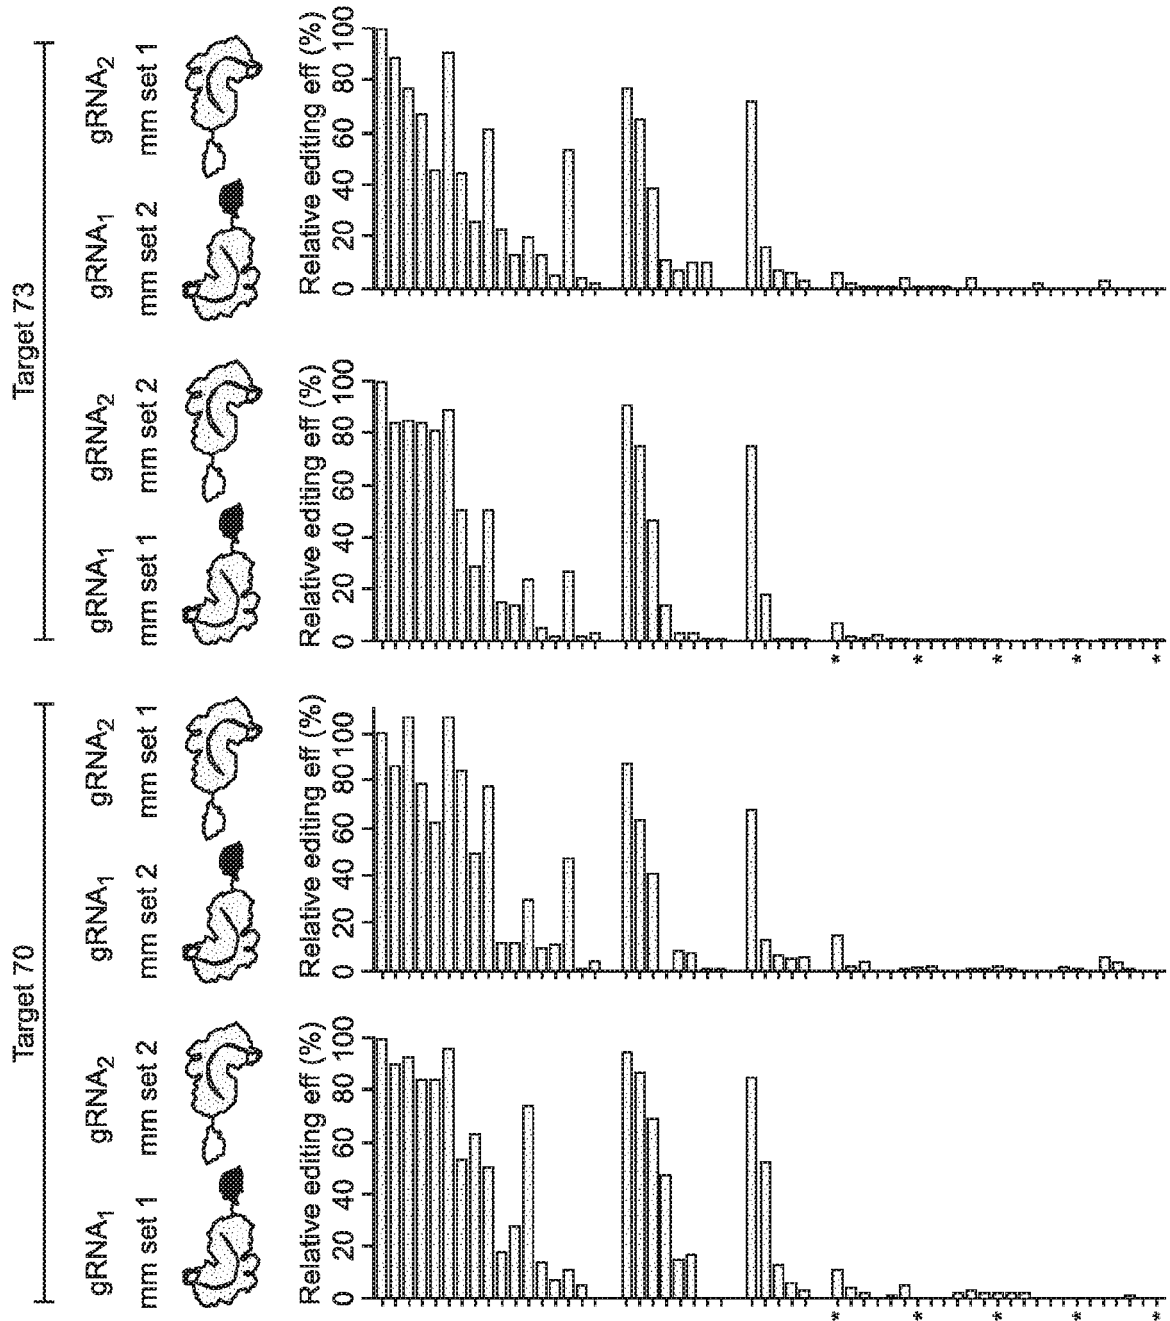 Target 70
gRNA₁ gRNA₂
mm set 1 mm set 2
Relative editing eff (%)
0 20 40 60 80 100
* * * * *
gRNA₁ gRNA₂
mm set 2 mm set 1
Relative editing eff (%)
0 20 40 60 80 100
Target 73
gRNA₁ gRNA₂
mm set 1 mm set 2
Relative editing eff (%)
0 20 40 60 80 100
* * * * *
gRNA₁ gRNA₂
mm set 2 mm set 1
Relative editing eff (%)
0 20 40 60 80 100